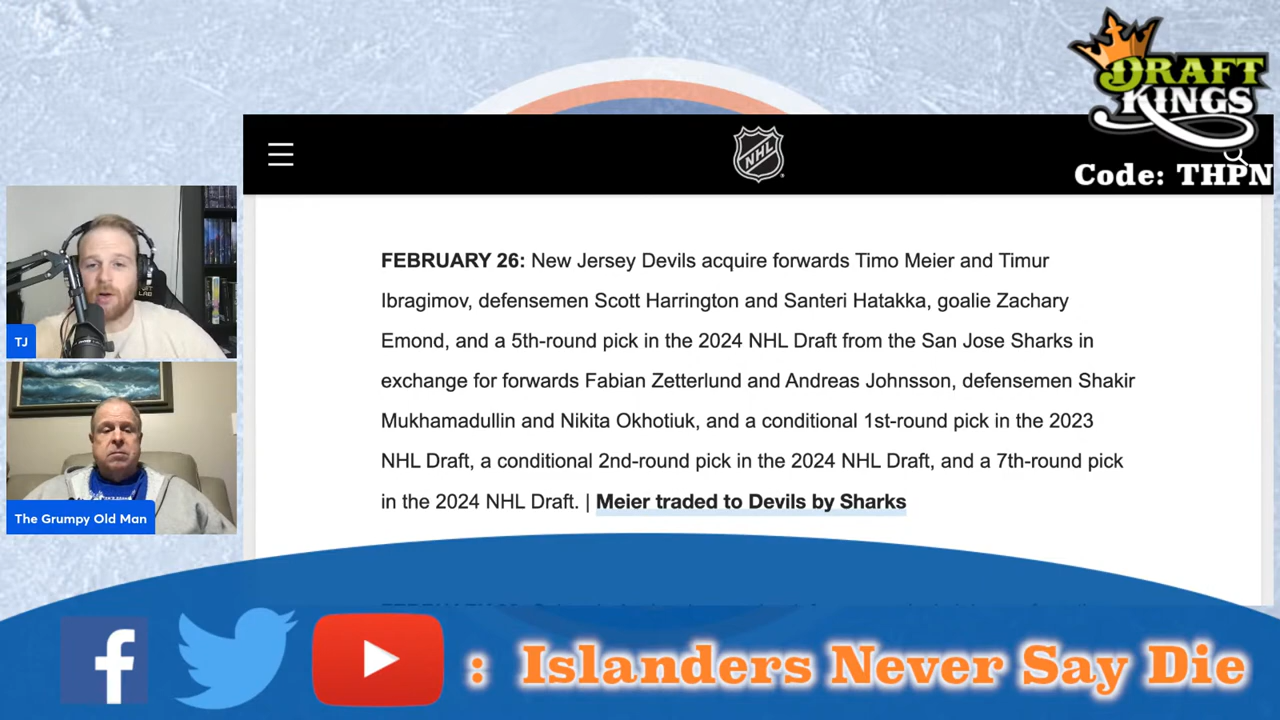 DRAFT
KINGS
Code: THPN
NHL
FEBRUARY 26: New Jersey Devils acquire forwards Timo Meier and Timur
Ibragimov, defensemen Scott Harrington and Santeri Hatakka, goalie Zachary
Emond, and a 5th-round pick in the 2024 NHL Draft from the San Jose Sharks in
exchange for forwards Fabian Zetterlund and Andreas Johnsson, defensemen Shakir
Mukhamadullin and Nikita Okhotiuk, and a conditional 1st-round pick in the 2023
NHL Draft, a conditional 2nd-round pick in the 2024 NHL Draft, and a 7th-round pick
in the 2024 NHL Draft. | Meier traded to Devils by Sharks
TJ
The Grumpy Old Man
f
: Islanders Never Say Die